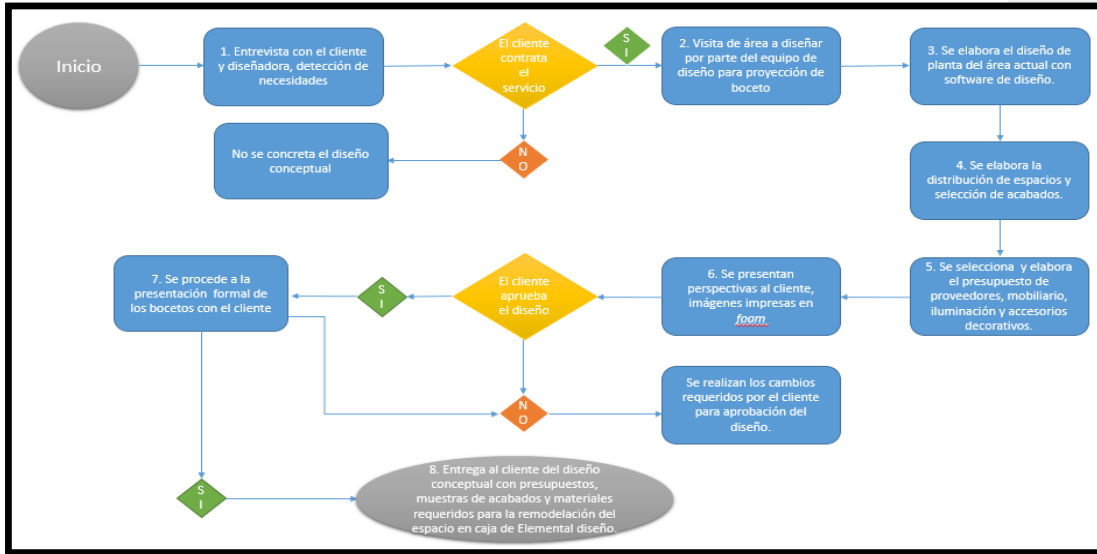 Inicio
1. Entrevista con el cliente
y diseñadora, detección de
necesidades
El cliente
contrata
el
servicio
S
I
2. Visita de área a diseñar
por parte del equipo de
diseño para proyección de
boceto
3. Se elabora el diseño de
planta del área actual con
software de diseño.
No se concreta el diseño
conceptual
N
O
4. Se elabora la
distribución de espacios y
selección de acabados.
7. Se procede a la
presentación formal de
los bocetos con el cliente
S
I
El cliente
aprueba
el diseño
6. Se presentan
perspectivas al cliente,
imágenes impresas en
foam
5. Se selecciona y elabora
el presupuesto de
proveedores, mobiliario,
iluminación y accesorios
decorativos.
N
O
Se realizan los cambios
requeridos por el cliente
para aprobación del
diseño.
S
I
8. Entrega al cliente del diseño
conceptual con presupuestos,
muestras de acabados y materiales
requeridos para la remodelación del
espacio en caja de Elemental diseño.